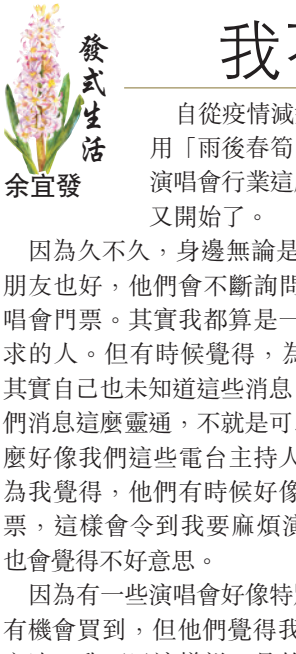 發式生活
余宜發
我不
自從疫情減
用「雨後春筍
演唱會行業這
又開始了。
因為久不久，身邊無論是
朋友也好，他們會不斷詢問
唱會門票。其實我都算是一
求的人。但有時候覺得，為
其實自己也未知道這些消息
們消息這麼靈通，不就是可
麼好像我們這些電台主持人
為我覺得，他們有時候好像
票，這樣會令到我要麻煩演
也會覺得不好意思。
因為有一些演唱會好像特別
有機會買到，但他們覺得我